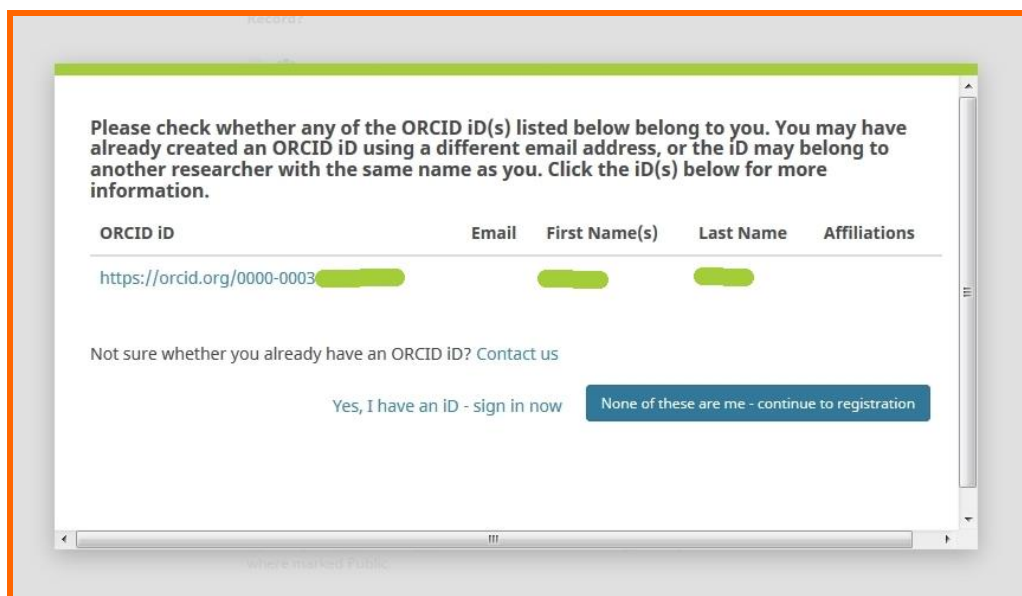 Record?
Please check whether any of the ORCID iD(s) listed below belong to you. You may have
already created an ORCID iD using a different email address, or the iD may belong to
another researcher with the same name as you. Click the iD(s) below for more
information.
ORCID iD Email First Name(s) Last Name Affiliations
https://orcid.org/0000-0003
Not sure whether you already have an ORCID iD? Contact us
Yes, I have an iD - sign in now None of these are me - continue to registration
where marked Public